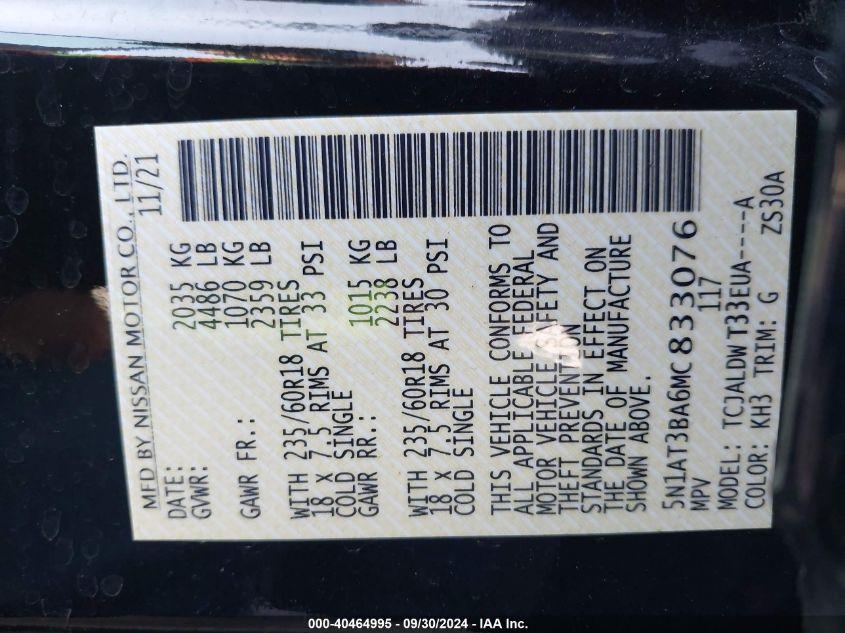 MFD BY NISSAN MOTOR CO., LTD.
DATE: 11/21
GVWR: 2035 KG
4486 LB
GAWR FR.: 1070 KG
2359 LB
WITH 235/60R18 TIRES
18 X 7.5 RIMS AT 33 PSI
COLD SINGLE
GAWR RR.: 1015 KG
2238 LB
WITH 235/60R18 TIRES
18 X 7.5 RIMS AT 30 PSI
COLD SINGLE
THIS VEHICLE CONFORMS TO
ALL APPLICABLE FEDERAL
MOTOR VEHICLE SAFETY AND
THEFT PREVENTION
STANDARDS IN EFFECT ON
THE DATE OF MANUFACTURE
SHOWN ABOVE.
5N1AT3BA6MC833076
MPV 117
MODEL: TCJALDW T33EUA----A
COLOR: KH3 TRIM: G ZS30A
000-40464995 - 09/30/2024 - IAA Inc.